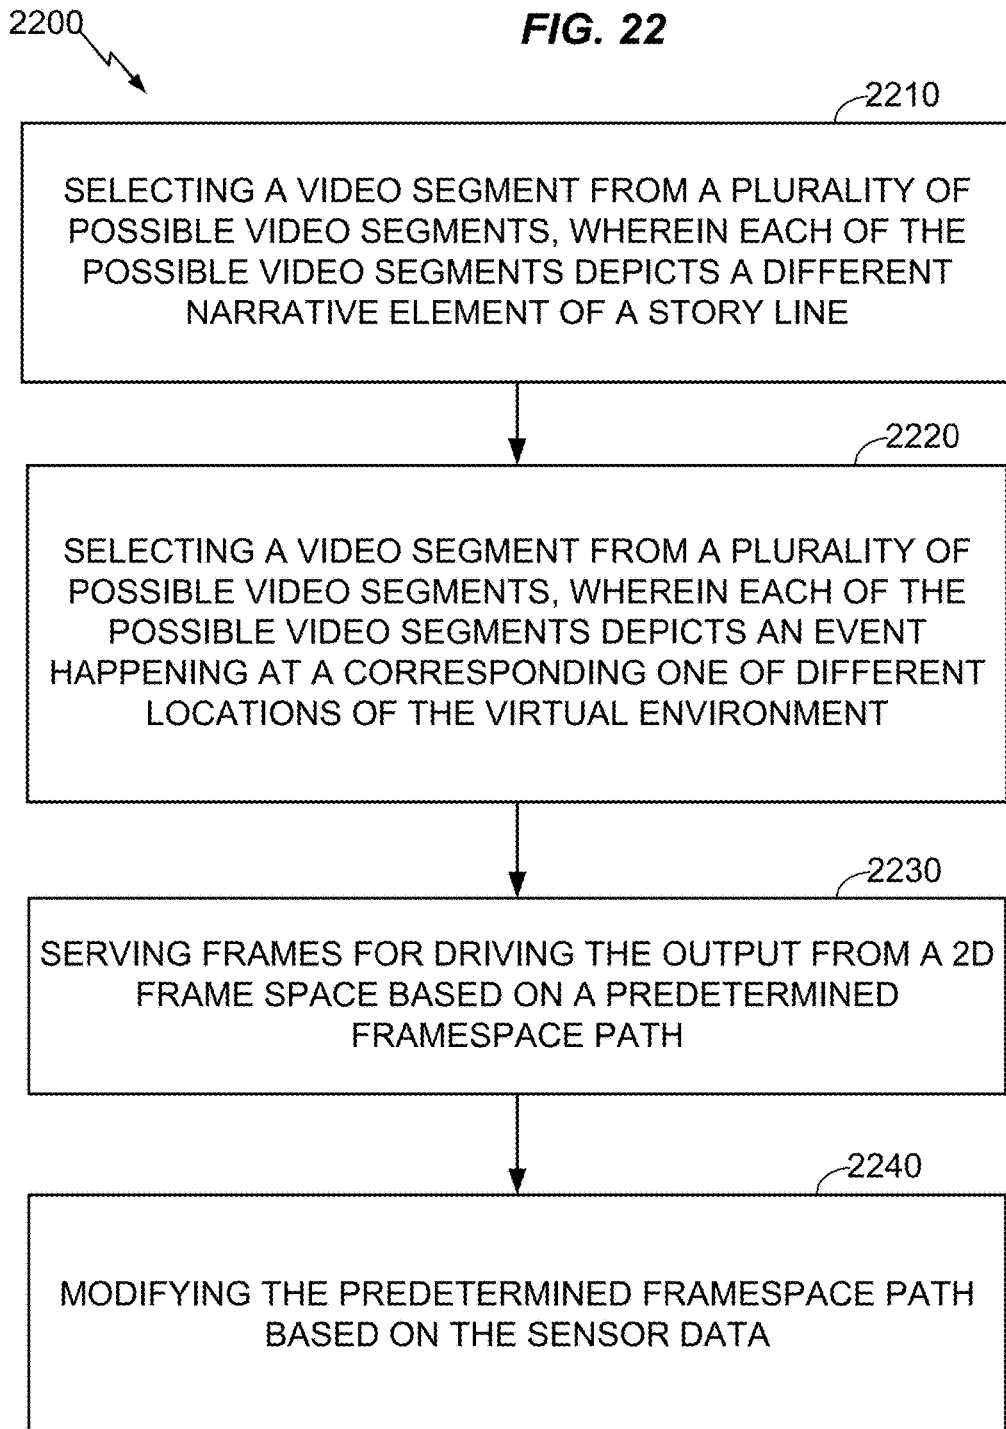 2200
FIG. 22
2210
SELECTING A VIDEO SEGMENT FROM A PLURALITY OF
POSSIBLE VIDEO SEGMENTS, WHEREIN EACH OF THE
POSSIBLE VIDEO SEGMENTS DEPICTS A DIFFERENT
NARRATIVE ELEMENT OF A STORY LINE
2220
SELECTING A VIDEO SEGMENT FROM A PLURALITY OF
POSSIBLE VIDEO SEGMENTS, WHEREIN EACH OF THE
POSSIBLE VIDEO SEGMENTS DEPICTS AN EVENT
HAPPENING AT A CORRESPONDING ONE OF DIFFERENT
LOCATIONS OF THE VIRTUAL ENVIRONMENT
2230
SERVING FRAMES FOR DRIVING THE OUTPUT FROM A 2D
FRAME SPACE BASED ON A PREDETERMINED
FRAMESPACE PATH
2240
MODIFYING THE PREDETERMINED FRAMESPACE PATH
BASED ON THE SENSOR DATA